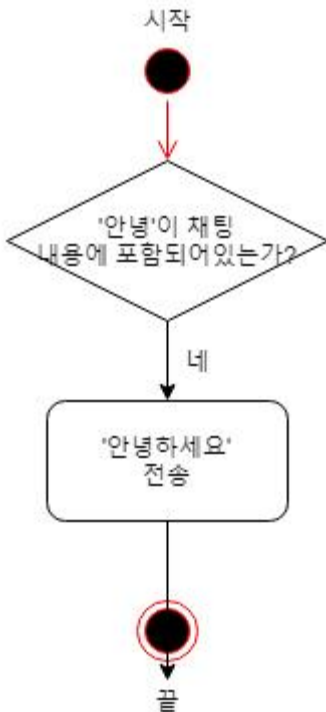 시작
'안녕'이 채팅
내용에 포함되어있는가?
네
'안녕하세요'
전송
끝